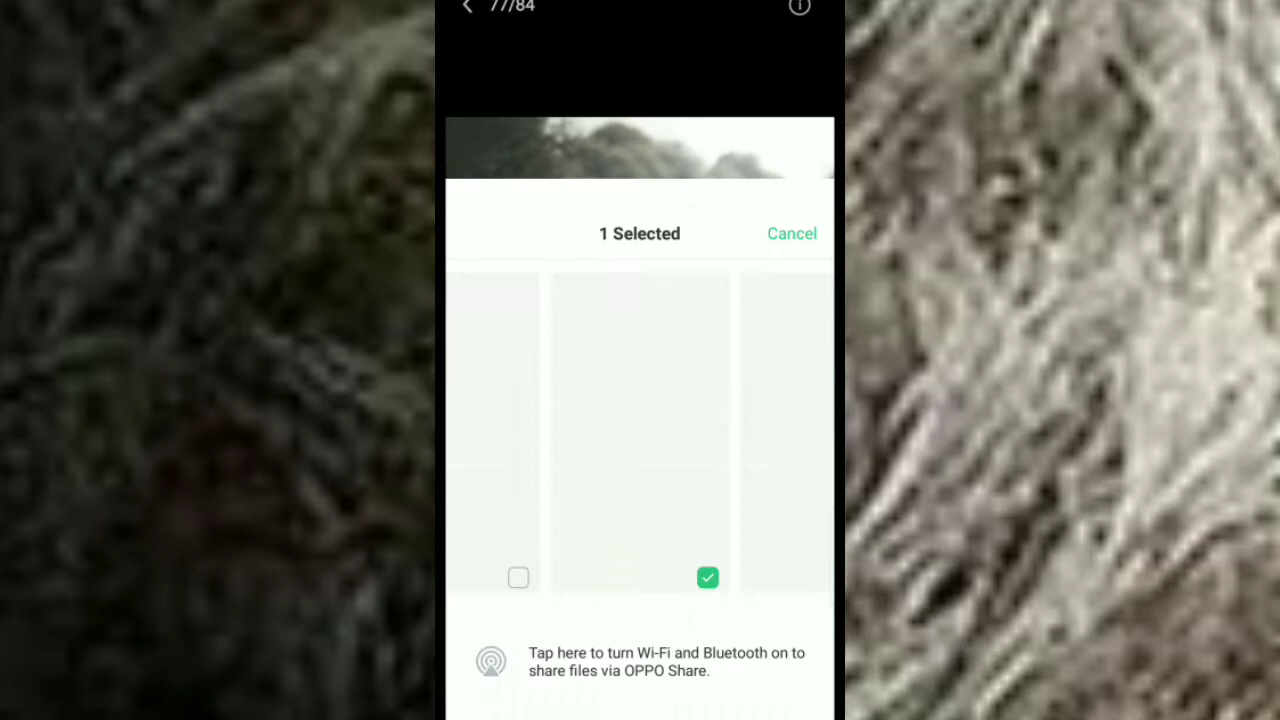 77/84
1 Selected
Cancel
Tap here to turn Wi-Fi and Bluetooth on to
share files via OPPO Share.